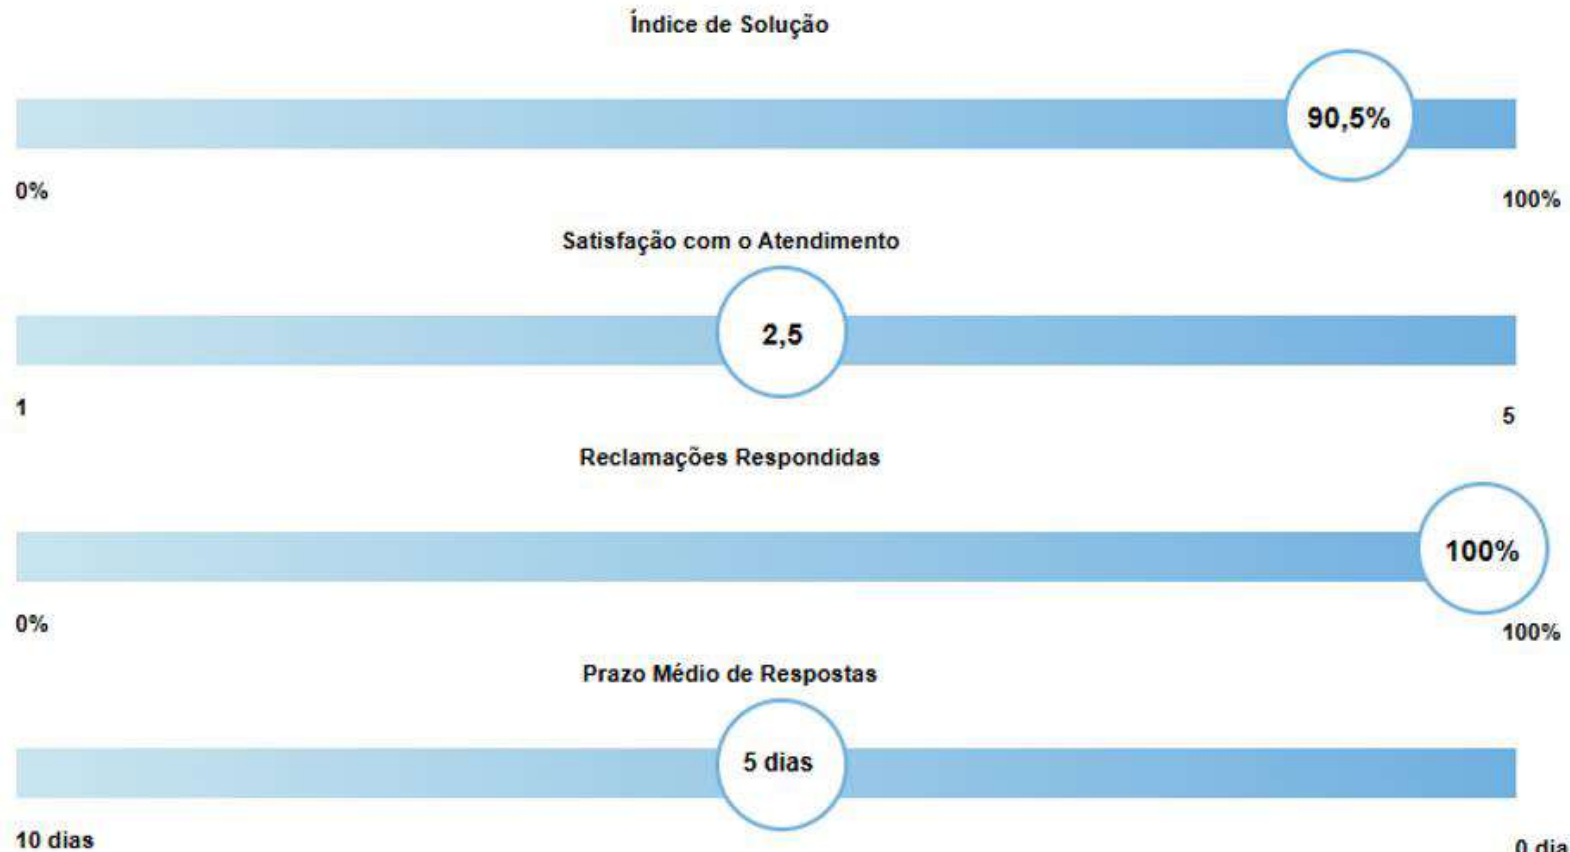 Índice de Solução
90,5%
0%
100%
Satisfação com o Atendimento
2,5
1
5
Reclamações Respondidas
100%
0%
100%
Prazo Médio de Respostas
5 dias
10 dias
0 dia